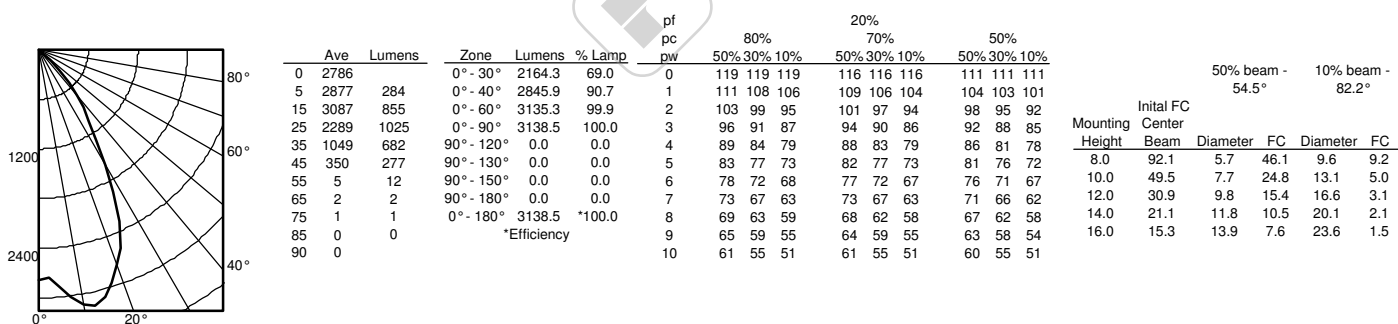 1200
2400
0°
20°
40°
60°
80°
Ave Lumens
0 2786
5 2877 284
15 3087 855
25 2289 1025
35 1049 682
45 350 277
55 5 12
65 2 2
75 1 1
85 0 0
90 0
Zone Lumens % Lamp
0° - 30° 2164.3 69.0
0° - 40° 2845.9 90.7
0° - 60° 3135.3 99.9
0° - 90° 3138.5 100.0
90° - 120° 0.0 0.0
90° - 130° 0.0 0.0
90° - 150° 0.0 0.0
90° - 180° 0.0 0.0
0° - 180° 3138.5 *100.0
*Efficiency
pf 20%
pc 80% 70% 50%
pw 50% 30% 10% 50% 30% 10% 50% 30% 10%
0 119 119 119 116 116 116 111 111 111
1 111 108 106 109 106 104 104 103 101
2 103 99 95 101 97 94 98 95 92
3 96 91 87 94 90 86 92 88 85
4 89 84 79 88 83 79 86 81 78
5 83 77 73 82 77 73 81 76 72
6 78 72 68 77 72 67 76 71 67
7 73 67 63 73 67 63 71 66 62
8 69 63 59 68 62 58 67 62 58
9 65 59 55 64 59 55 63 58 54
10 61 55 51 61 55 51 60 55 51
50% beam - 10% beam -
54.5° 82.2°
Inital FC
Mounting Center
Height Beam Diameter FC Diameter FC
8.0 92.1 5.7 46.1 9.6 9.2
10.0 49.5 7.7 24.8 13.1 5.0
12.0 30.9 9.8 15.4 16.6 3.1
14.0 21.1 11.8 10.5 20.1 2.1
16.0 15.3 13.9 7.6 23.6 1.5